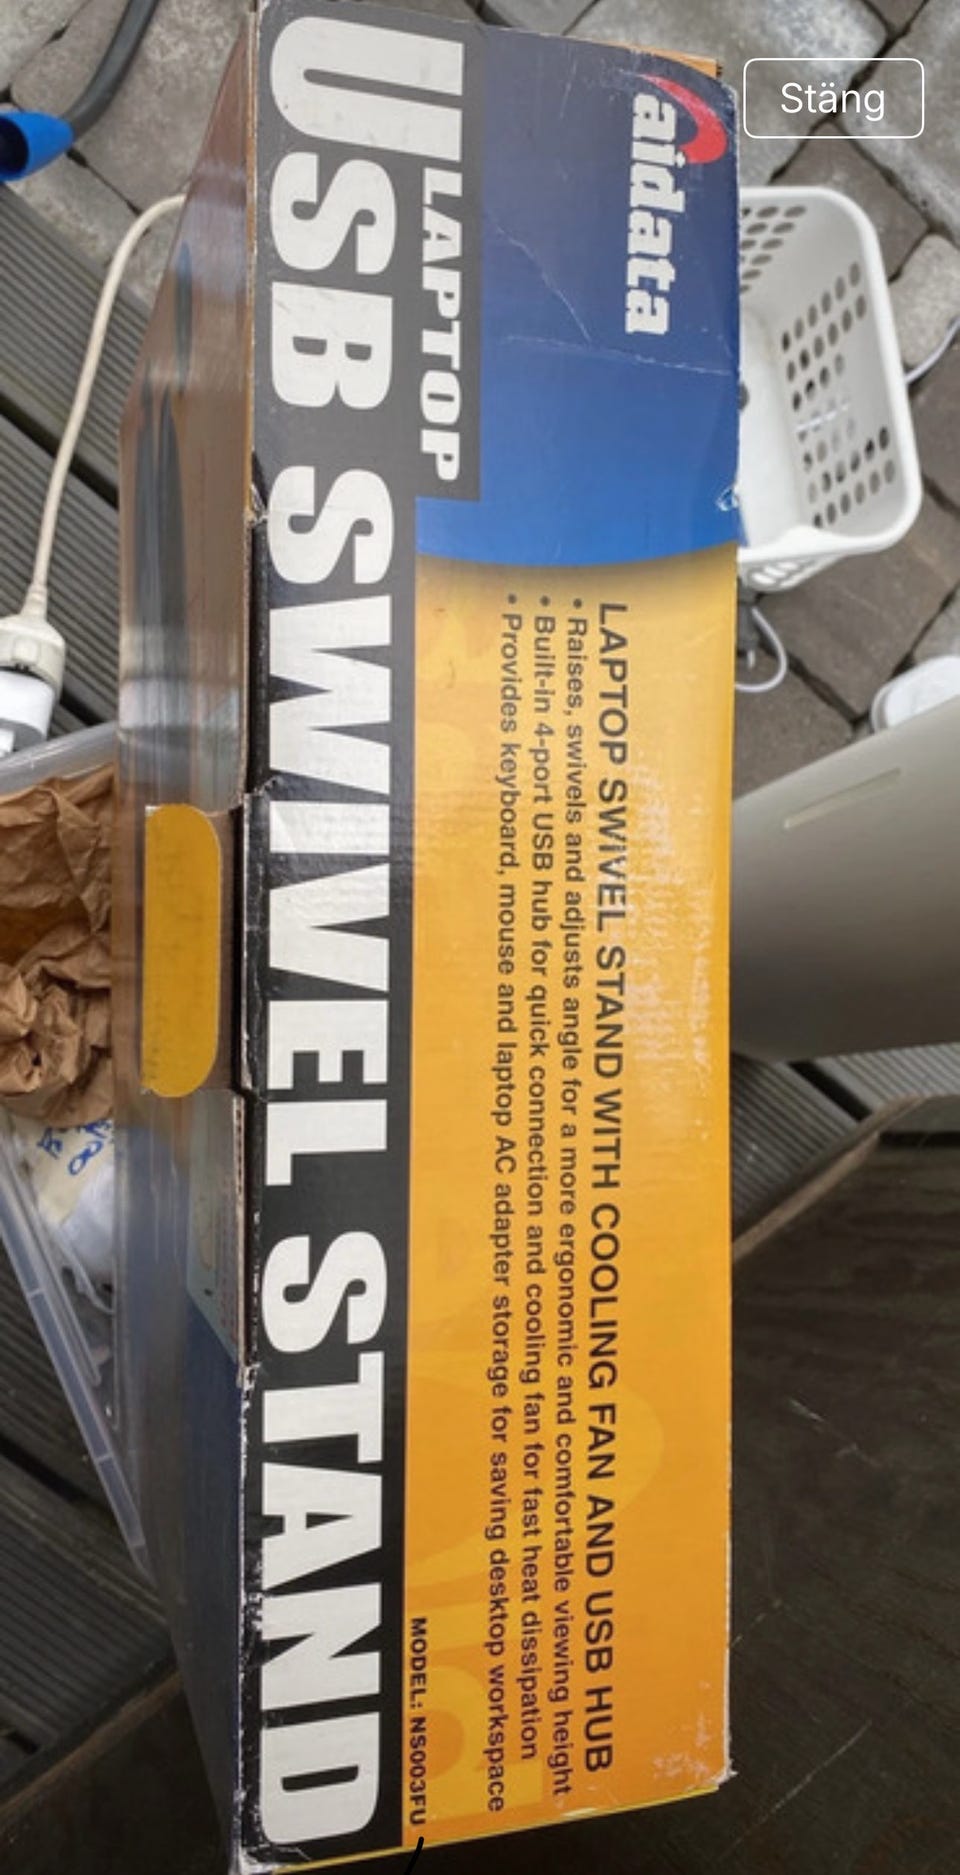 Stäng
aidata
LAPTOP
USB SWIVEL STAND
LAPTOP SWIVEL STAND WITH COOLING FAN AND USB HUB
• Raises, swivels and adjusts angle for a more ergonomic and comfortable viewing height
• Built-in 4-port USB hub for quick connection and cooling fan for fast heat dissipation
• Provides keyboard, mouse and laptop AC adapter storage for saving desktop workspace
MODEL: NS003FU